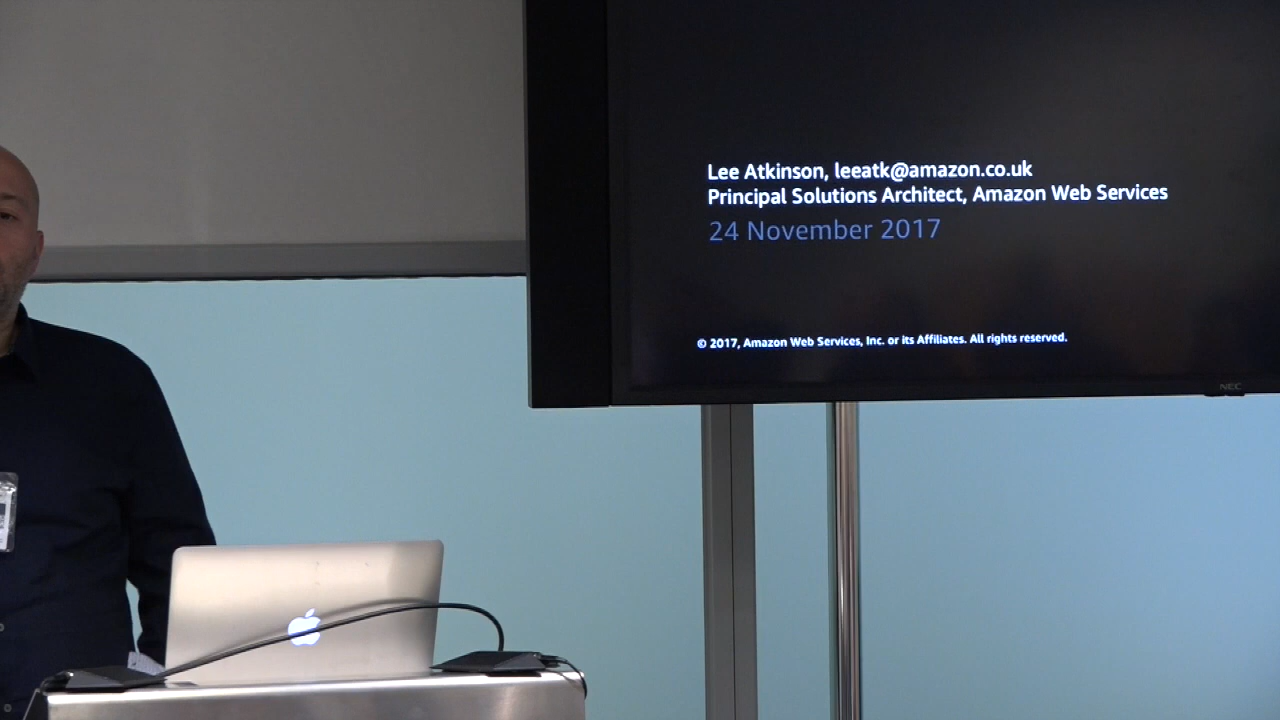 Lee Atkinson, leeatk@amazon.co.uk
Principal Solutions Architect, Amazon Web Services
24 November 2017
© 2017, Amazon Web Services, Inc. or its Affiliates. All rights reserved.
NEC